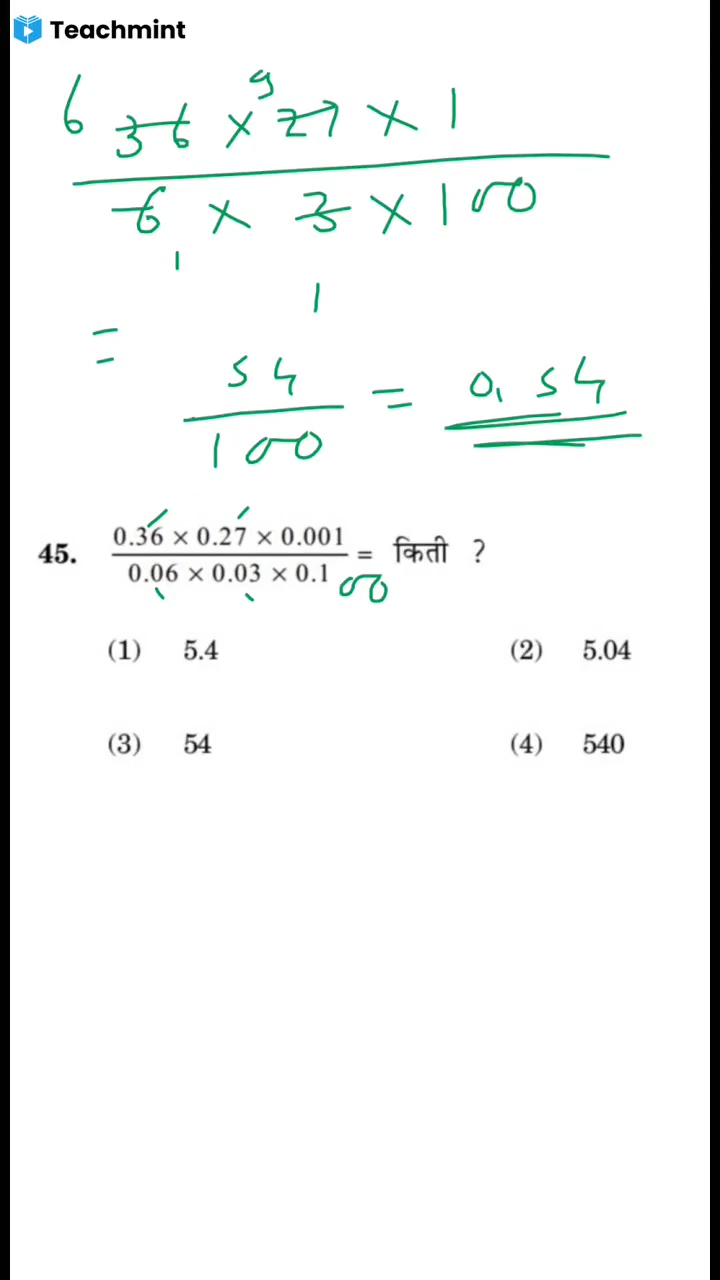 Teachmint
9
6 36 × 27 × 1
6 × 3 × 100
1
1
=
54
100
= 0.54
45. 0.36 × 0.27 × 0.001
0.06 × 0.03 × 0.1 00
= किती ?
(1) 5.4 (2) 5.04
(3) 54 (4) 540